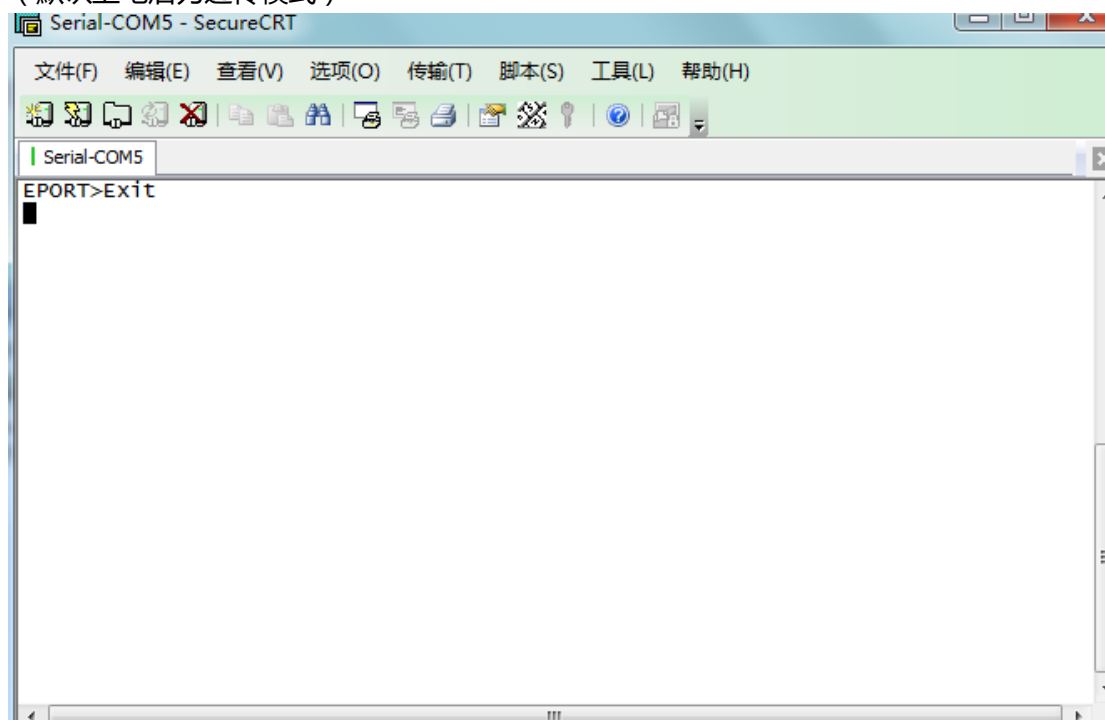 Serial-COM5 - SecureCRT
文件(F) 编辑(E) 查看(V) 选项(O) 传输(T) 脚本(S) 工具(L) 帮助(H)
Serial-COM5
EPORT>Exit